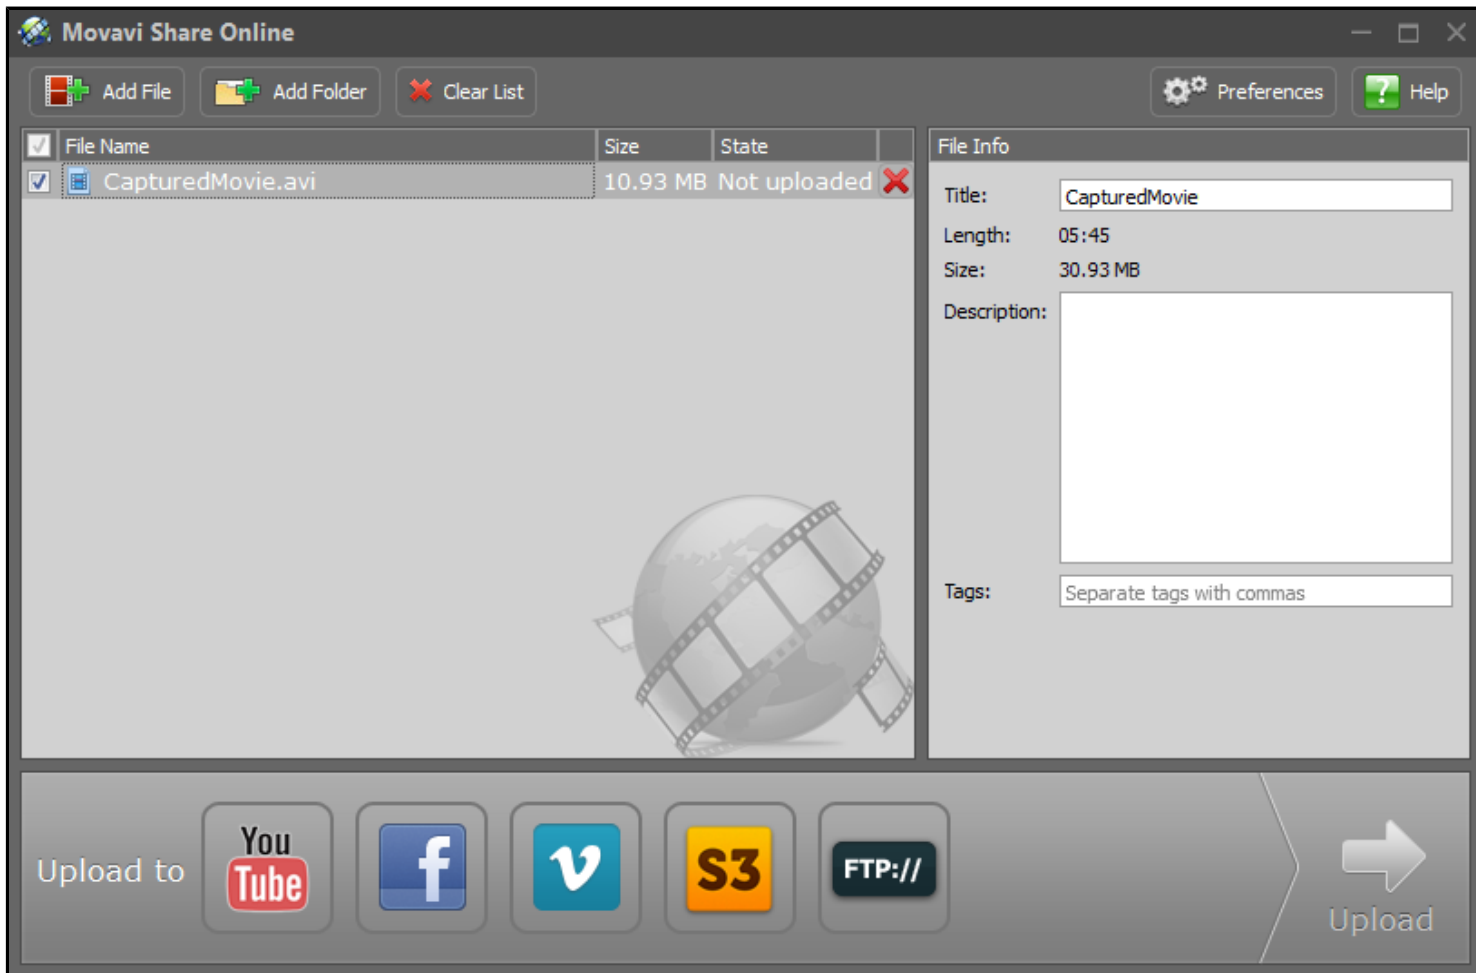 Movavi Share Online
Add File Add Folder Clear List Preferences ? Help
File Name Size State File Info
CapturedMovie.avi 10.93 MB Not uploaded
Title: CapturedMovie
Length: 05:45
Size: 30.93 MB
Description:
Tags: Separate tags with commas
Upload to You Tube f v S3 FTP:// Upload